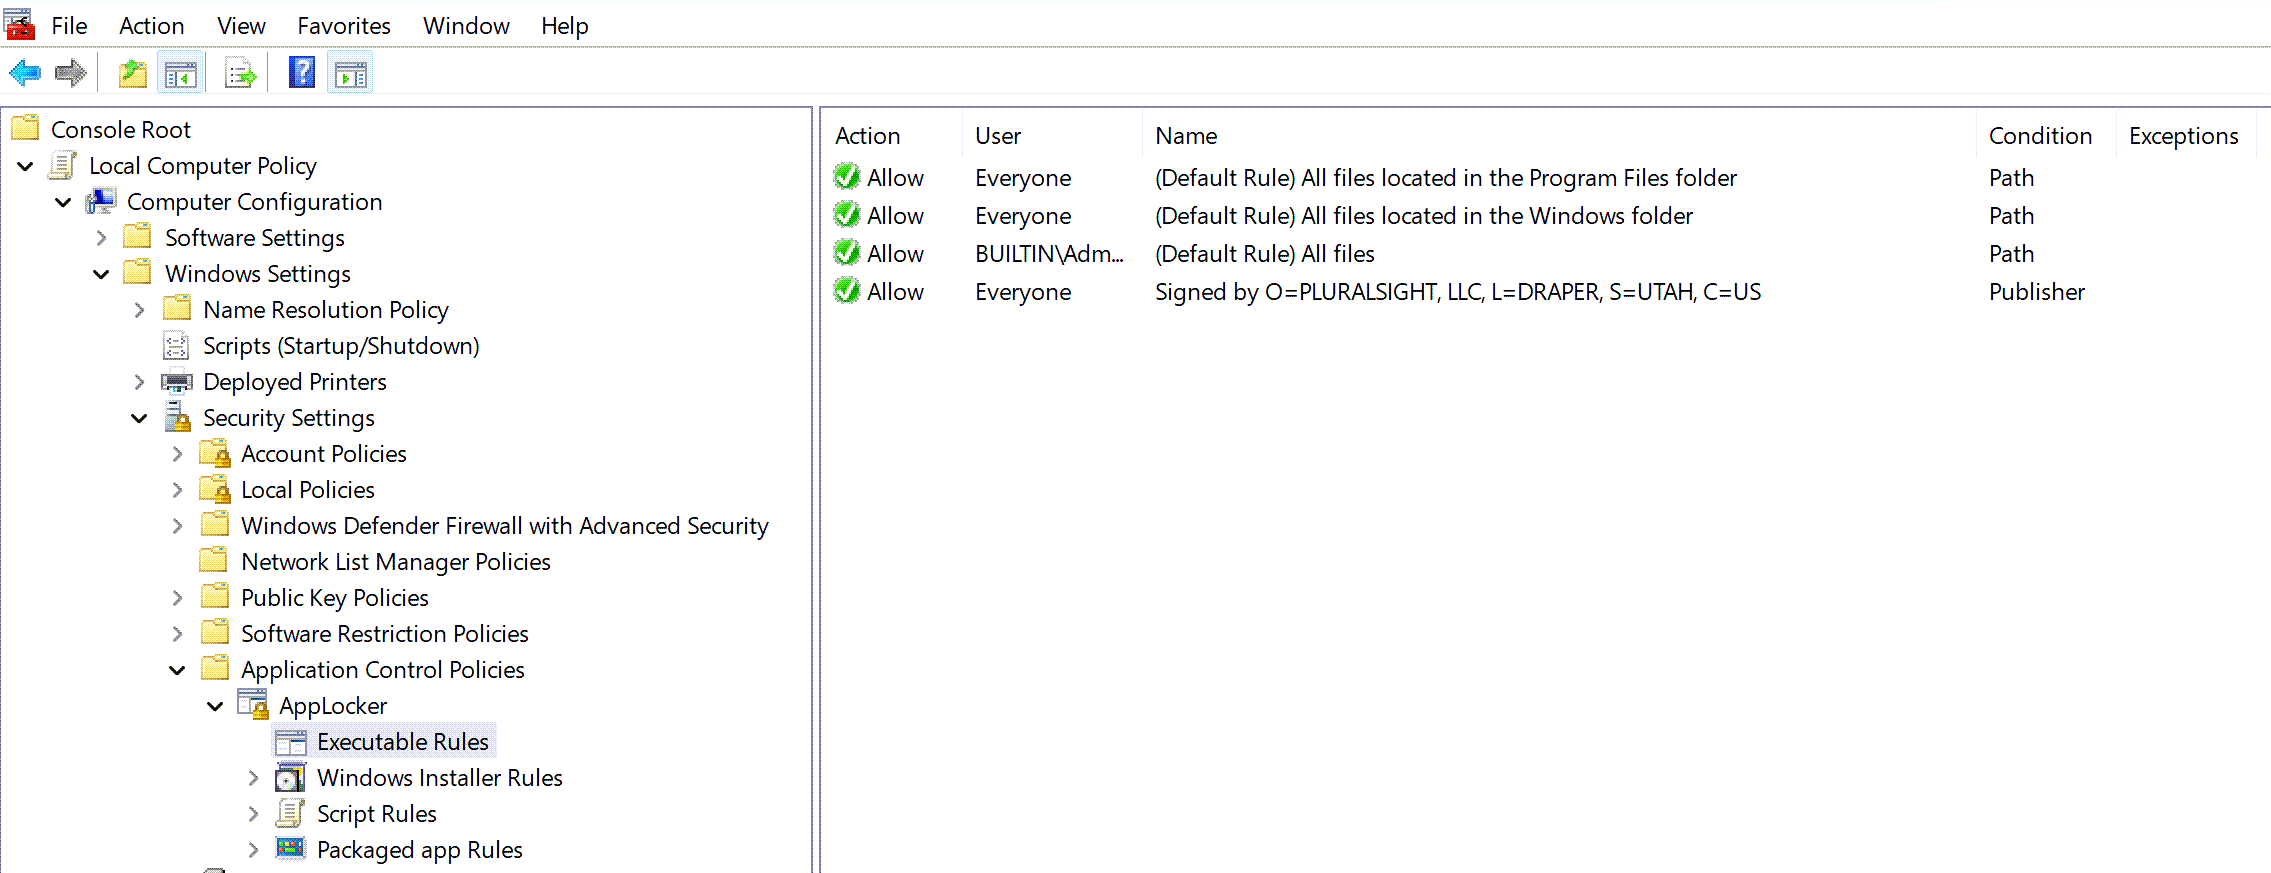 File Action View Favorites Window Help
Console Root
Local Computer Policy
Computer Configuration
Software Settings
Windows Settings
Name Resolution Policy
Scripts (Startup/Shutdown)
Deployed Printers
Security Settings
Account Policies
Local Policies
Windows Defender Firewall with Advanced Security
Network List Manager Policies
Public Key Policies
Software Restriction Policies
Application Control Policies
AppLocker
Executable Rules
Windows Installer Rules
Script Rules
Packaged app Rules
Action User Name Condition Exceptions
Allow Everyone (Default Rule) All files located in the Program Files folder Path
Allow Everyone (Default Rule) All files located in the Windows folder Path
Allow BUILTIN\Adm... (Default Rule) All files Path
Allow Everyone Signed by O=PLURALSIGHT, LLC, L=DRAPER, S=UTAH, C=US Publisher